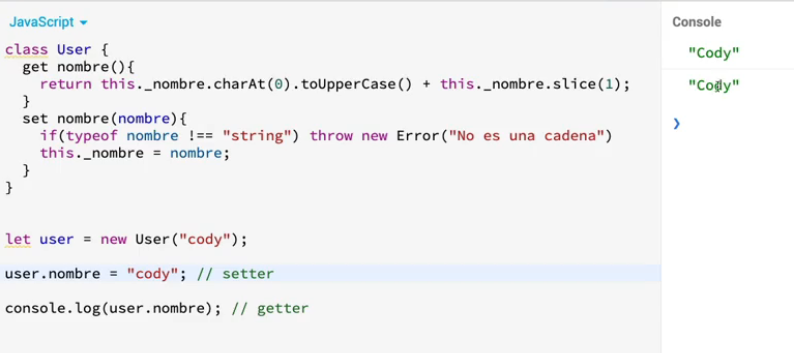 JavaScript
class User {
  get nombre(){
    return this._nombre.charAt(0).toUpperCase() + this._nombre.slice(1);
  }
  set nombre(nombre){
    if(typeof nombre !== "string") throw new Error("No es una cadena")
    this._nombre = nombre;
  }
}
let user = new User("cody");
user.nombre = "cody"; // setter
console.log(user.nombre); // getter
Console
"Cody"
"Cody"
❯